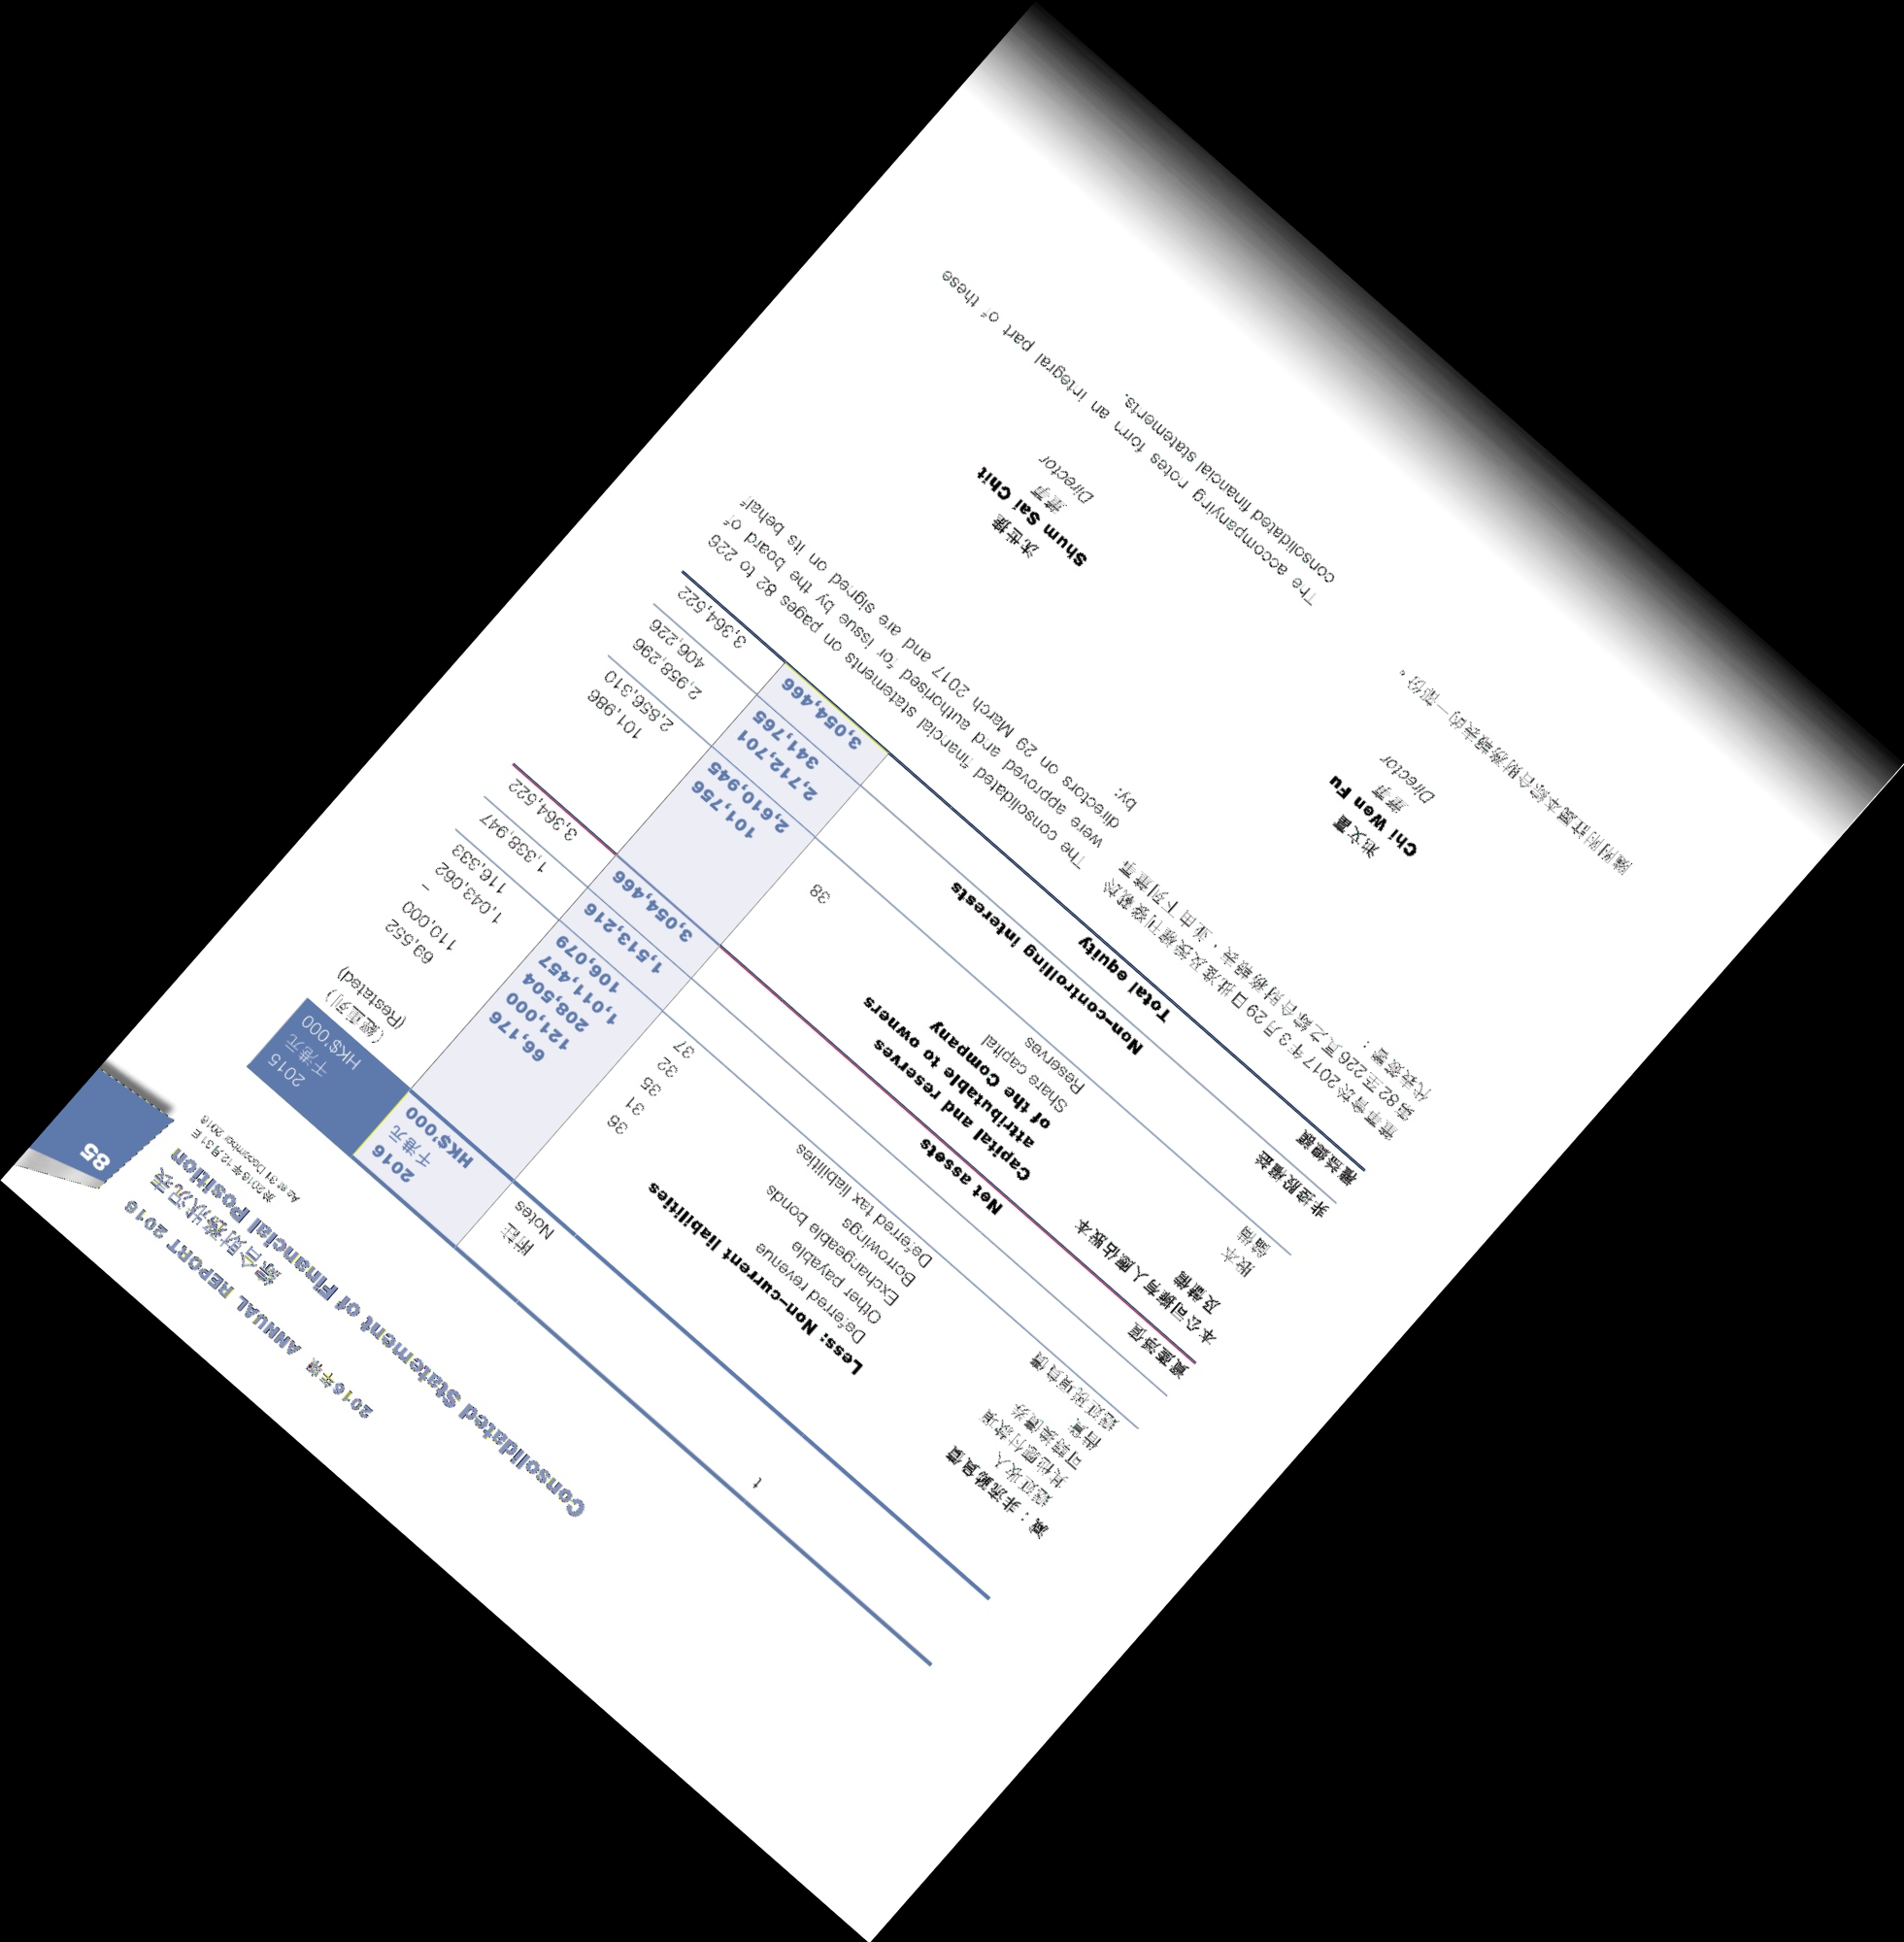 2016年報 ANNUAL REPORT 2016
85
綜合財務狀況表
Consolidated Statement of Financial Position
於2016年12月31日
As at 31 December 2016
2016 2015
附註 千港元 千港元
Notes HK$'000 HK$'000
(經重列)
(Restated)
減：非流動負債 Less: Non-current liabilities
遞延收入 Deferred revenue 36 66,176 69,552
其他應付款項 Other payable 31 121,000 110,000
可轉換債券 Exchangeable bonds 35 208,504 –
借貸 Borrowings 32 1,011,457 1,043,062
遞延稅項負債 Deferred tax liabilities 37 106,079 116,333
1,513,216 1,338,947
資產淨值 Net assets 3,054,466 3,364,522
本公司擁有人應佔股本 Capital and reserves
及儲備 attributable to owners
of the Company
股本 Share capital 38 101,756 101,986
儲備 Reserves 2,610,945 2,856,310
2,712,701 2,958,296
非控股權益 Non-controlling interests 341,765 406,226
權益總額 Total equity 3,054,466 3,364,522
董事會於2017年3月29日批准及授權刊發載於
第82至226頁之綜合財務報表，並由下列董事
代表簽署：
The consolidated financial statements on pages 82 to 226
were approved and authorised for issue by the board of
directors on 29 March 2017 and are signed on its behalf
by:
池文富 沈世捷
Chi Wen Fu Shum Sai Chit
董事 董事
Director Director
隨附附註屬本綜合財務報表的一部份。
The accompanying notes form an integral part of these
consolidated financial statements.